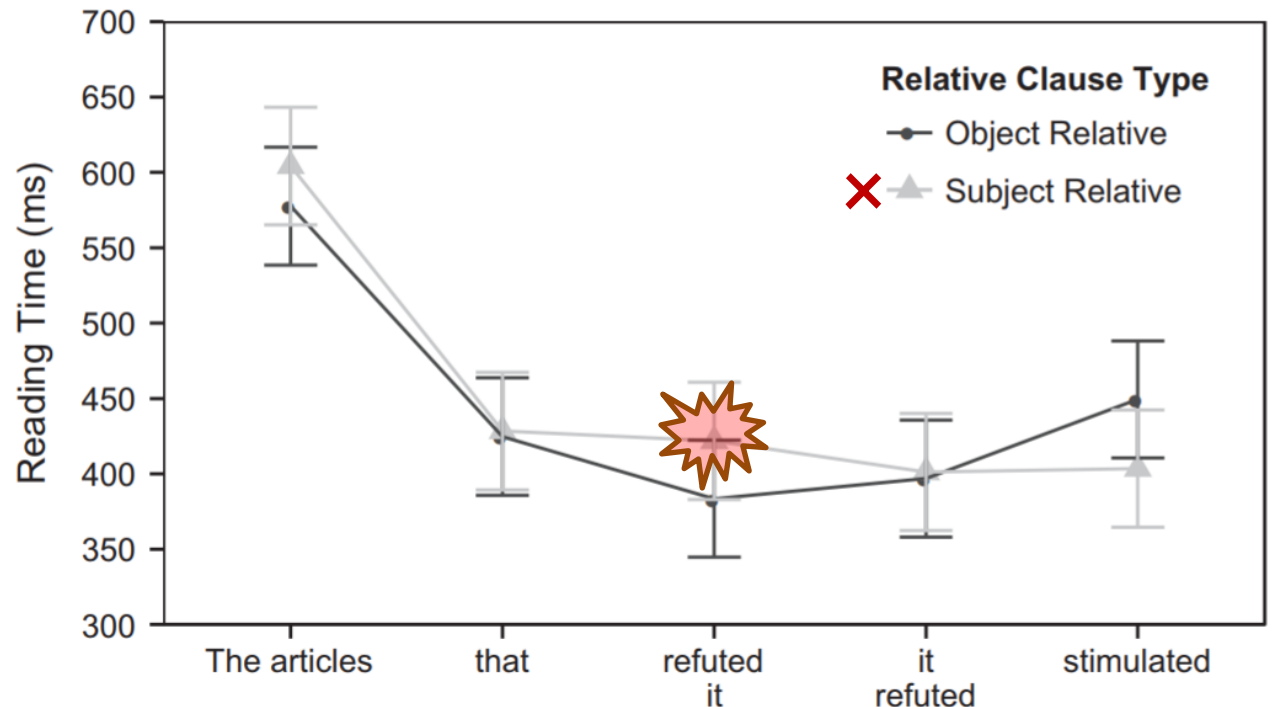 700
650
600
550
500
450
400
350
300
Reading Time (ms)
Relative Clause Type
Object Relative
Subject Relative
The articles
that
refuted
it
it
refuted
stimulated